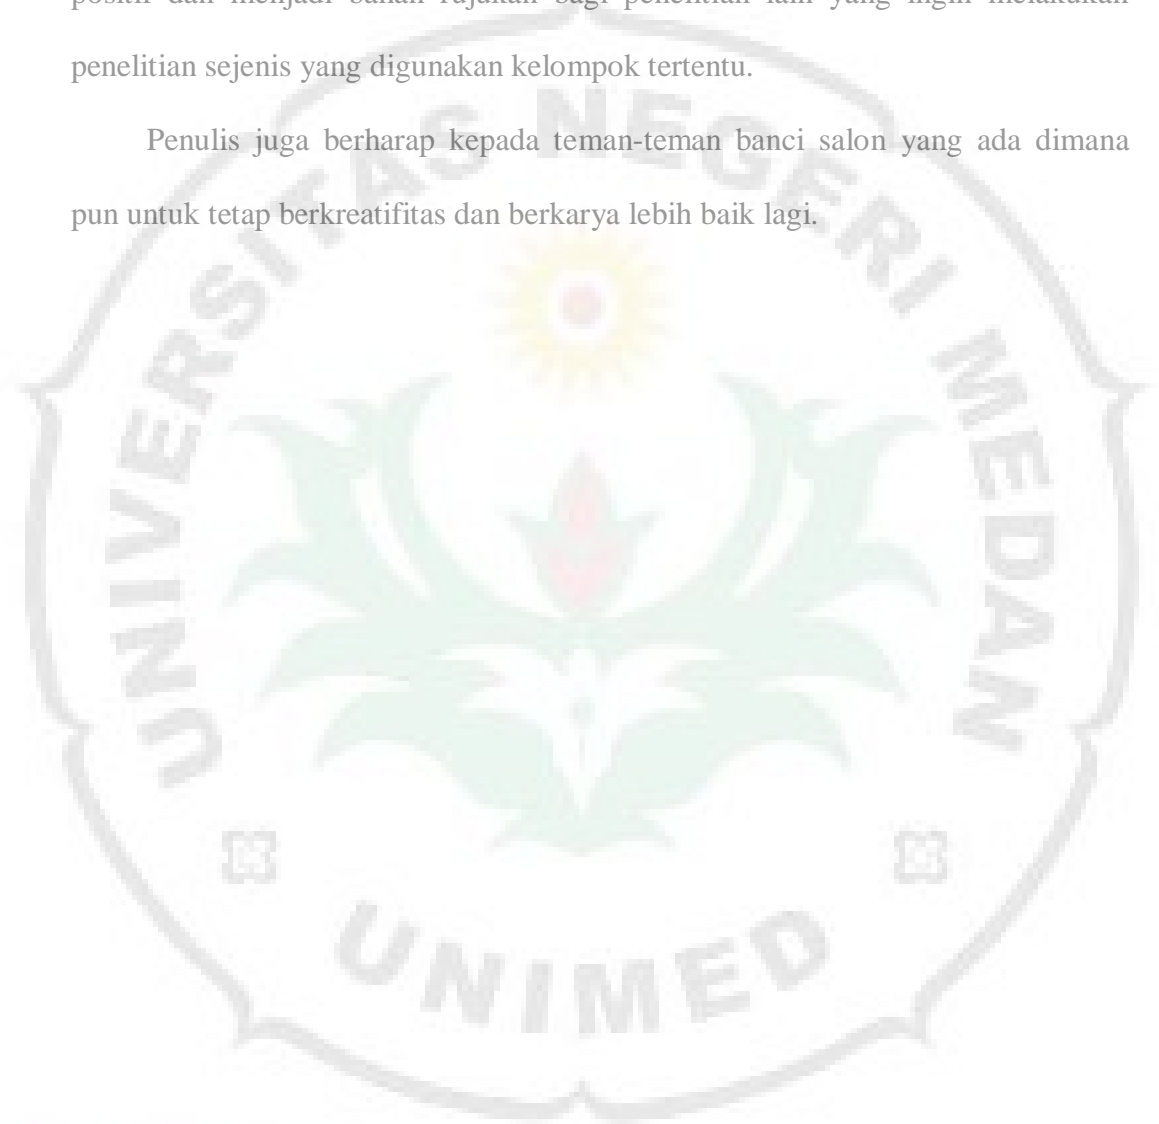 positif dan menjadi bahan rujukan bagi penelitian lain yang ingin melakukan
penelitian sejenis yang digunakan kelompok tertentu.
Penulis juga berharap kepada teman-teman banci salon yang ada dimana
pun untuk tetap berkreatifitas dan berkarya lebih baik lagi.
UNIVERSITAS NEGERI MEDAN
UNIMED